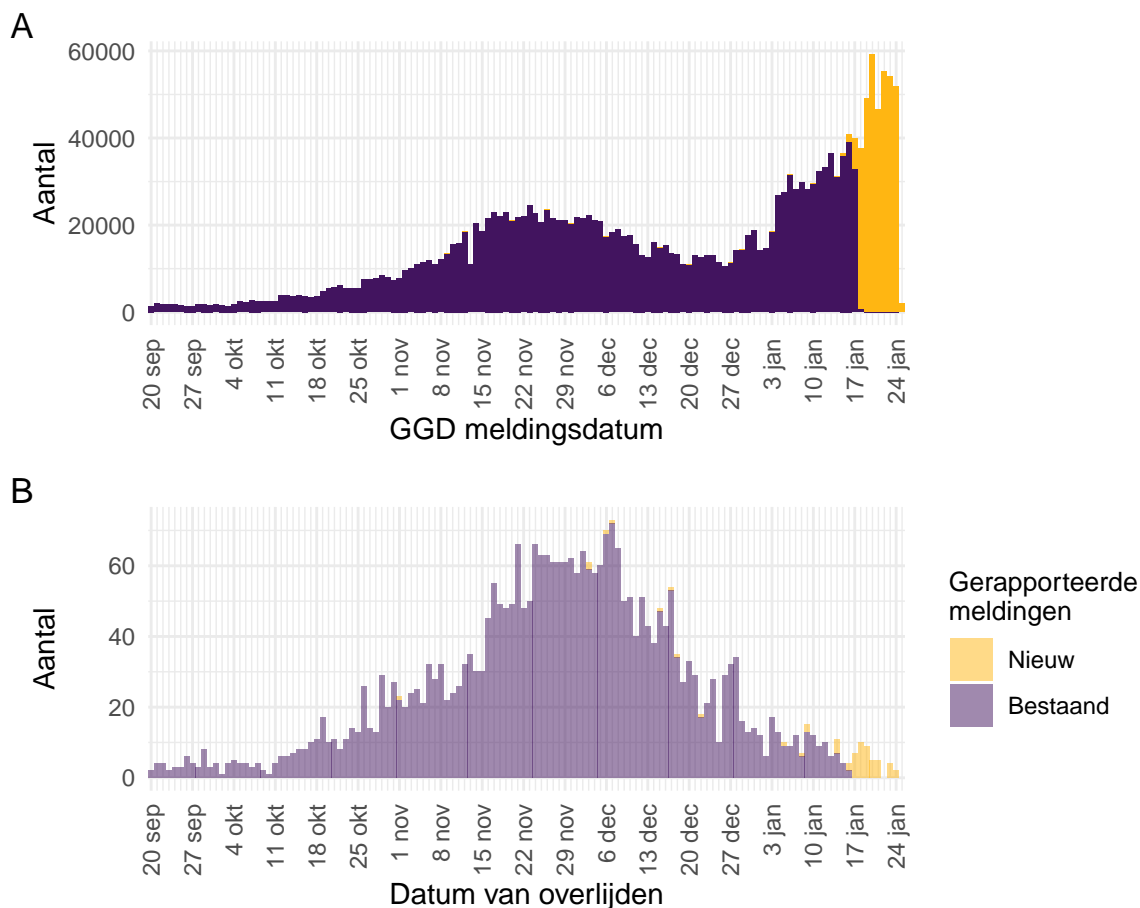 A
60000
40000
20000
0
Aantal
20 sep
27 sep
4 okt
11 okt
18 okt
25 okt
1 nov
8 nov
15 nov
22 nov
29 nov
6 dec
13 dec
20 dec
27 dec
3 jan
10 jan
17 jan
24 jan
GGD meldingsdatum
B
60
40
20
0
Aantal
20 sep
27 sep
4 okt
11 okt
18 okt
25 okt
1 nov
8 nov
15 nov
22 nov
29 nov
6 dec
13 dec
20 dec
27 dec
3 jan
10 jan
17 jan
24 jan
Datum van overlijden
Gerapporteerde
meldingen
Nieuw
Bestaand